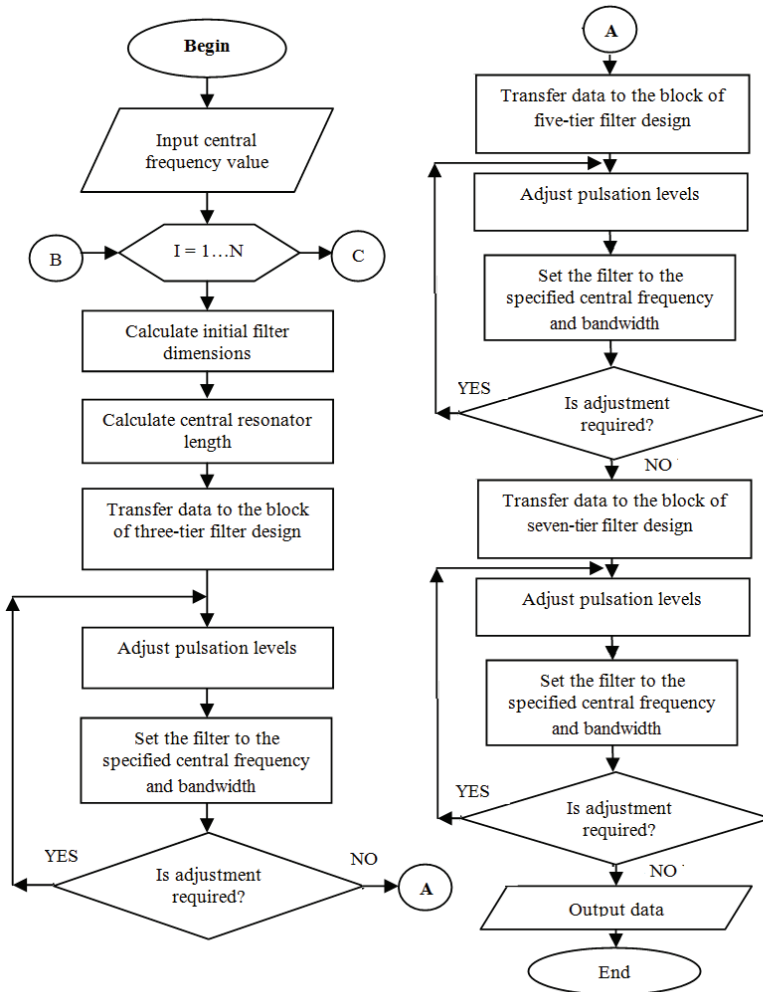 Begin
Input central
frequency value
B
I = 1…N
C
Calculate initial filter
dimensions
Calculate central resonator
length
Transfer data to the block
of three-tier filter design
Adjust pulsation levels
Set the filter to the
specified central frequency
and bandwidth
YES
Is adjustment
required?
NO
A
A
Transfer data to the block of
five-tier filter design
Adjust pulsation levels
Set the filter to the
specified central frequency
and bandwidth
YES
Is adjustment
required?
NO
Transfer data to the block of
seven-tier filter design
Adjust pulsation levels
Set the filter to the
specified central frequency
and bandwidth
YES
Is adjustment
required?
NO
Output data
End